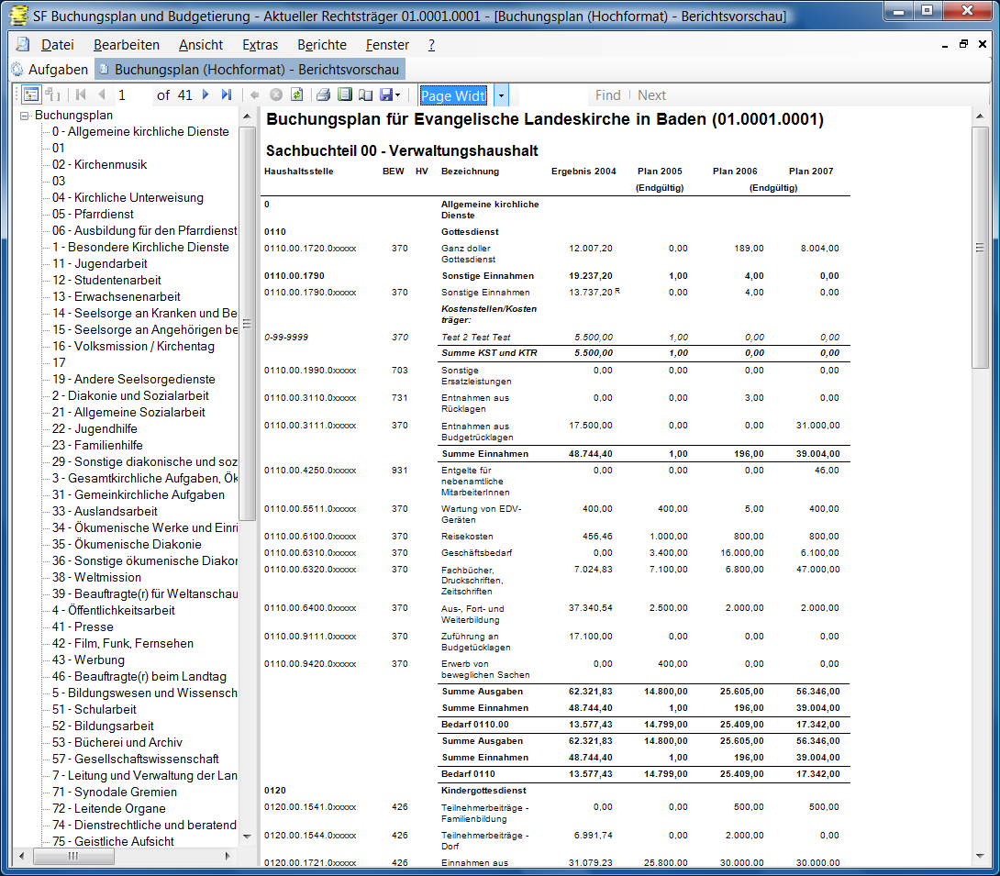 SF Buchungsplan und Budgetierung - Aktueller Rechtsträger 01.0001.0001 - [Buchungsplan (Hochformat) - Berichtsvorschau]
Datei Bearbeiten Ansicht Extras Berichte Fenster ?
Aufgaben Buchungsplan (Hochformat) - Berichtsvorschau
1 of 41 Page Widtl Find Next
Buchungsplan
0 - Allgemeine kirchliche Dienste
01
02 - Kirchenmusik
03
04 - Kirchliche Unterweisung
05 - Pfarrdienst
06 - Ausbildung für den Pfarrdienst
1 - Besondere Kirchliche Dienste
11 - Jugendarbeit
12 - Studentenarbeit
13 - Erwachsenenarbeit
14 - Seelsorge an Kranken und Be
15 - Seelsorge an Angehörigen be
16 - Volksmission / Kirchentag
17
19 - Andere Seelsorgedienste
2 - Diakonie und Sozialarbeit
21 - Allgemeine Sozialarbeit
22 - Jugendhilfe
23 - Familienhilfe
29 - Sonstige diakonische und soz
3 - Gesamtkirchliche Aufgaben, Ök
31 - Gemeinkirchliche Aufgaben
33 - Auslandsarbeit
34 - Ökumenische Werke und Einri
35 - Ökumenische Diakonie
36 - Sonstige ökumenische Diakor
38 - Weltmission
39 - Beauftragte(r) für Weltanschau
4 - Öffentlichkeitsarbeit
41 - Presse
42 - Film, Funk, Fernsehen
43 - Werbung
46 - Beauftragte(r) beim Landtag
5 - Bildungswesen und Wissensch
51 - Schularbeit
52 - Bildungsarbeit
53 - Bücherei und Archiv
57 - Gesellschaftswissenschaft
7 - Leitung und Verwaltung der Lan
71 - Synodale Gremien
72 - Leitende Organe
74 - Dienstrechtliche und beratend
75 - Geistliche Aufsicht
Buchungsplan für Evangelische Landeskirche in Baden (01.0001.0001)
Sachbuchteil 00 - Verwaltungshaushalt
Haushaltsstelle BEW HV Bezeichnung Ergebnis 2004 Plan 2005 Plan 2006 Plan 2007
(Endgültig) (Endgültig)
0 Allgemeine kirchliche
Dienste
0110 Gottesdienst
0110.00.1720.0xxxxx 370 Ganz doller 12.007,20 0,00 189,00 8.004,00
Gottesdienst
0110.00.1790 Sonstige Einnahmen 19.237,20 1,00 4,00 0,00
0110.00.1790.0xxxxx 370 Sonstige Einnahmen 13.737,20 R 0,00 4,00 0,00
Kostenstellen/Kosten
träger:
0-99-9999 370 Test 2 Test Test 5.500,00 1,00 0,00 0,00
Summe KST und KTR 5.500,00 1,00 0,00 0,00
0110.00.1990.0xxxxx 703 Sonstige 0,00 0,00 0,00 0,00
Ersatzleistungen
0110.00.3110.0xxxxx 731 Entnahmen aus 0,00 0,00 3,00 0,00
Rücklagen
0110.00.3111.0xxxxx 370 Entnahmen aus 17.500,00 0,00 0,00 31.000,00
Budgetrücklagen
Summe Einnahmen 48.744,40 1,00 196,00 39.004,00
0110.00.4250.0xxxxx 931 Entgelte für 0,00 0,00 0,00 46,00
nebenamtliche
MitarbeiterInnen
0110.00.5511.0xxxxx 370 Wartung von EDV- 400,00 400,00 5,00 400,00
Geräten
0110.00.6100.0xxxxx 370 Reisekosten 456,46 1.000,00 800,00 800,00
0110.00.6310.0xxxxx 370 Geschäftsbedarf 0,00 3.400,00 16.000,00 6.100,00
0110.00.6320.0xxxxx 370 Fachbücher, 7.024,83 7.100,00 6.800,00 47.000,00
Druckschriften,
Zeitschriften
0110.00.6400.0xxxxx 370 Aus-, Fort- und 37.340,54 2.500,00 2.000,00 2.000,00
Weiterbildung
0110.00.9111.0xxxxx 370 Zuführung an 17.100,00 0,00 0,00 0,00
Budgetücklagen
0110.00.9420.0xxxxx 370 Erwerb von 0,00 400,00 0,00 0,00
beweglichen Sachen
Summe Ausgaben 62.321,83 14.800,00 25.605,00 56.346,00
Summe Einnahmen 48.744,40 1,00 196,00 39.004,00
Bedarf 0110.00 13.577,43 14.799,00 25.409,00 17.342,00
Summe Ausgaben 62.321,83 14.800,00 25.605,00 56.346,00
Summe Einnahmen 48.744,40 1,00 196,00 39.004,00
Bedarf 0110 13.577,43 14.799,00 25.409,00 17.342,00
0120 Kindergottesdienst
0120.00.1541.0xxxxx 426 Teilnehmerbeiträge - 0,00 0,00 500,00 500,00
Familienbildung
0120.00.1544.0xxxxx 426 Teilnehmerbeiträge - 6.991,74 0,00 2.000,00 0,00
Dorf
0120.00.1721.0xxxxx 426 Einnahmen aus 31.079,23 25.800,00 30.000,00 30.000,00